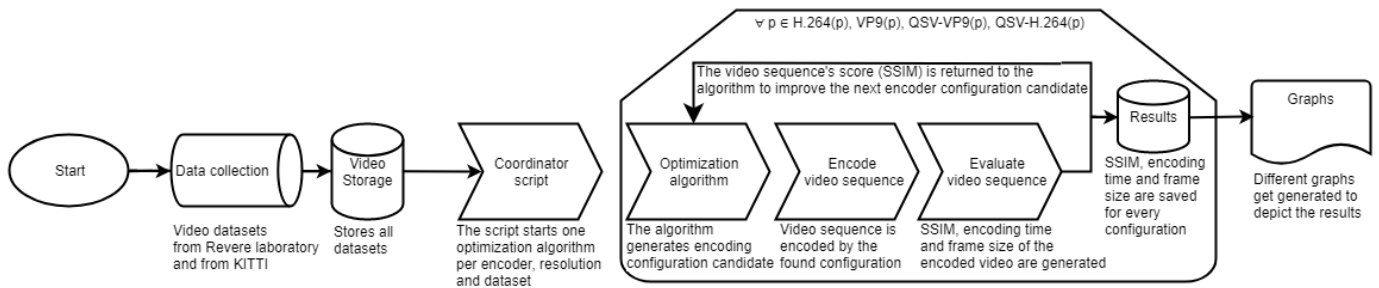 ∀ p ∈ H.264(p), VP9(p), QSV-VP9(p), QSV-H.264(p)
The video sequence's score (SSIM) is returned to the
algorithm to improve the next encoder configuration candidate
Start
Data collection
Video
Storage
Coordinator
script
Optimization
algorithm
Encode
video sequence
Evaluate
video sequence
Results
Graphs
Video datasets
from Revere laboratory
and from KITTI
Stores all
datasets
The script starts one
optimization algorithm
per encoder, resolution
and dataset
The algorithm
generates encoding
configuration candidate
Video sequence is
encoded by the
found configuration
SSIM, encoding time
and frame size of the
encoded video are generated
SSIM, encoding
time and frame
size are saved
for every
configuration
Different graphs
get generated to
depict the results